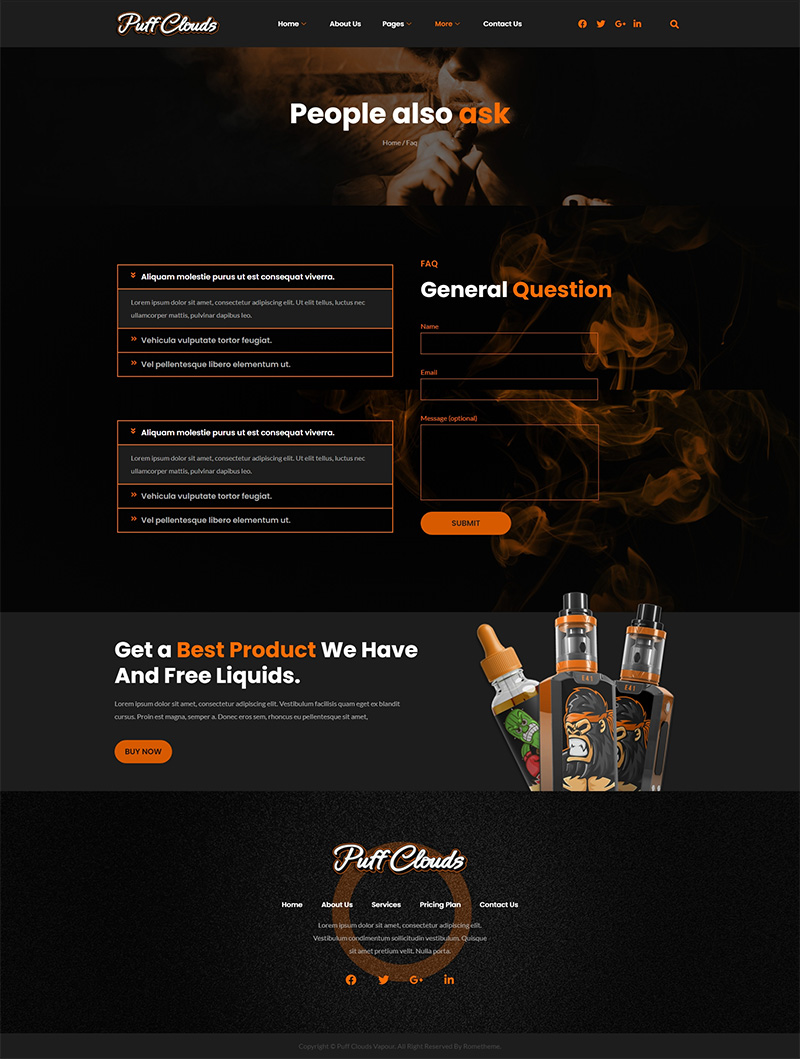 Puff Clouds
Home About Us Pages More Contact Us
People also ask
Home / Faq
Aliquam molestie purus ut est consequat viverra.
Lorem ipsum dolor sit amet, consectetur adipiscing elit. Ut elit tellus, luctus nec
ullamcorper mattis, pulvinar dapibus leo.
Vehicula vulputate tortor feugiat.
Vel pellentesque libero elementum ut.
Aliquam molestie purus ut est consequat viverra.
Lorem ipsum dolor sit amet, consectetur adipiscing elit. Ut elit tellus, luctus nec
ullamcorper mattis, pulvinar dapibus leo.
Vehicula vulputate tortor feugiat.
Vel pellentesque libero elementum ut.
FAQ
General Question
Name
Email
Message (optional)
SUBMIT
Get a Best Product We Have
And Free Liquids.
Lorem ipsum dolor sit amet, consectetur adipiscing elit. Vestibulum facilisis quam eget ex blandit
cursus. Proin est magna, semper a. Donec eros sem, rhoncus eu pellentesque sit amet,
BUY NOW
E41
E41
Puff Clouds
Home About Us Services Pricing Plan Contact Us
Lorem ipsum dolor sit amet, consectetur adipiscing elit.
Vestibulum condimentum sollicitudin vestibulum. Quisque
sit amet pretium velit. Nulla porta.
Copyright © Puff Clouds Vapour. All Right Reserved By Rometheme.